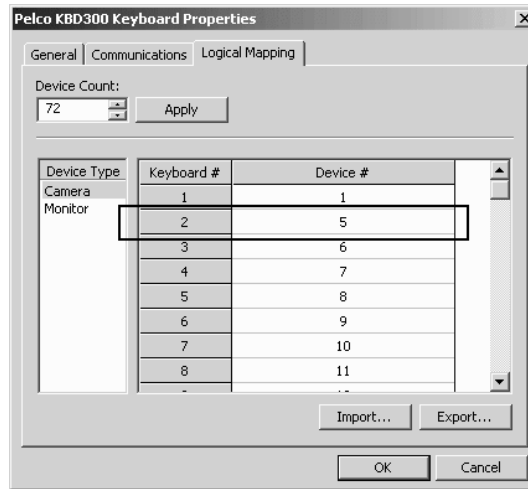 Pelco KBD300 Keyboard Properties
General Communications Logical Mapping
Device Count:
72 Apply
Device Type Keyboard # Device #
Camera 1 1
Monitor 2 5
3 6
4 7
5 8
6 9
7 10
8 11
Import... Export...
OK Cancel